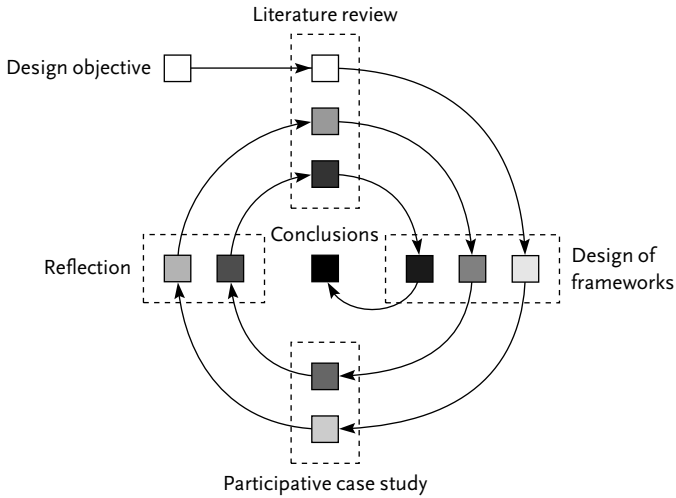 Literature review
Design objective
Conclusions
Reflection
Design of
frameworks
Participative case study